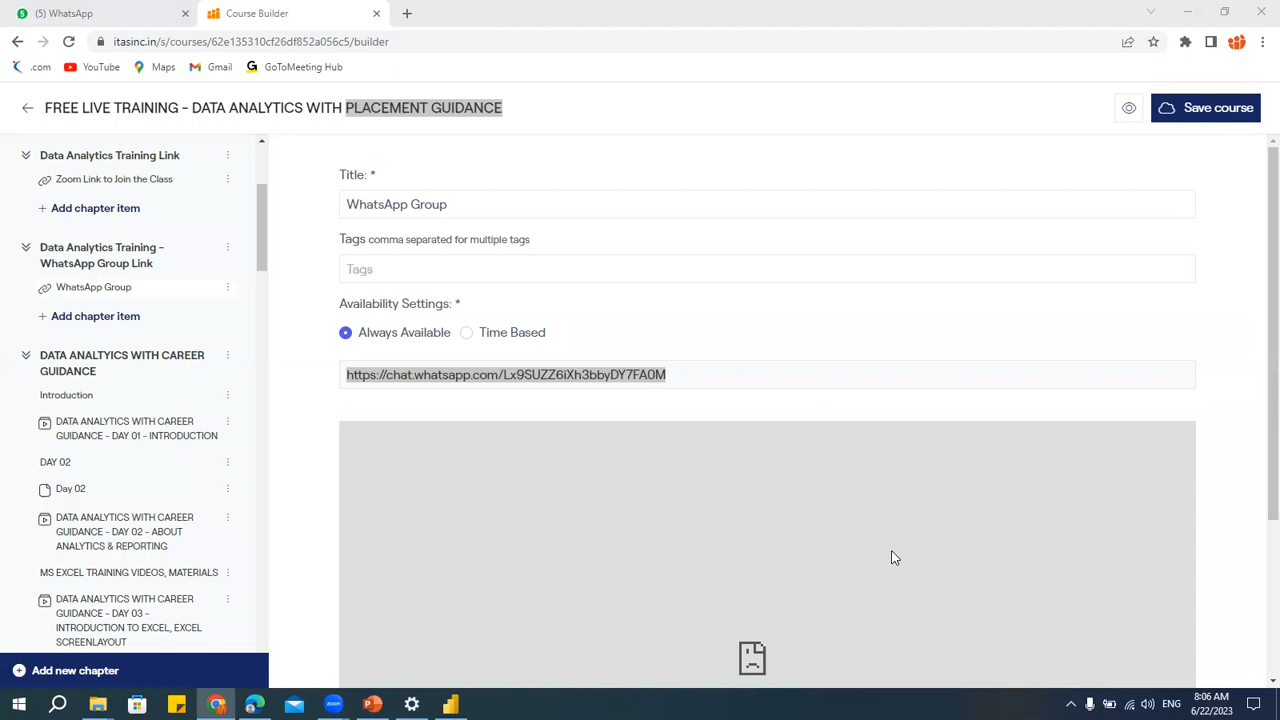 (5) WhatsApp
Course Builder
itasinc.in/s/courses/62e135310cf26df852a056c5/builder
.com
YouTube
Maps
Gmail
GoToMeeting Hub
FREE LIVE TRAINING - DATA ANALYTICS WITH PLACEMENT GUIDANCE
Save course
Data Analytics Training Link
Zoom Link to Join the Class
+ Add chapter item
Data Analytics Training -
WhatsApp Group Link
WhatsApp Group
+ Add chapter item
DATA ANALTYICS WITH CAREER
GUIDANCE
Introduction
DATA ANALYTICS WITH CAREER
GUIDANCE - DAY 01 - INTRODUCTION
DAY 02
Day 02
DATA ANALYTICS WITH CAREER
GUIDANCE - DAY 02 - ABOUT
ANALYTICS & REPORTING
MS EXCEL TRAINING VIDEOS, MATERIALS
DATA ANALYTICS WITH CAREER
GUIDANCE - DAY 03 -
INTRODUCTION TO EXCEL, EXCEL
SCREENLAYOUT
Add new chapter
Title: *
WhatsApp Group
Tags comma separated for multiple tags
Tags
Availability Settings: *
Always Available
Time Based
https://chat.whatsapp.com/Lx9SUZZ6iXh3bbyDY7FA0M
zoom
ENG
8:06 AM
6/22/2023